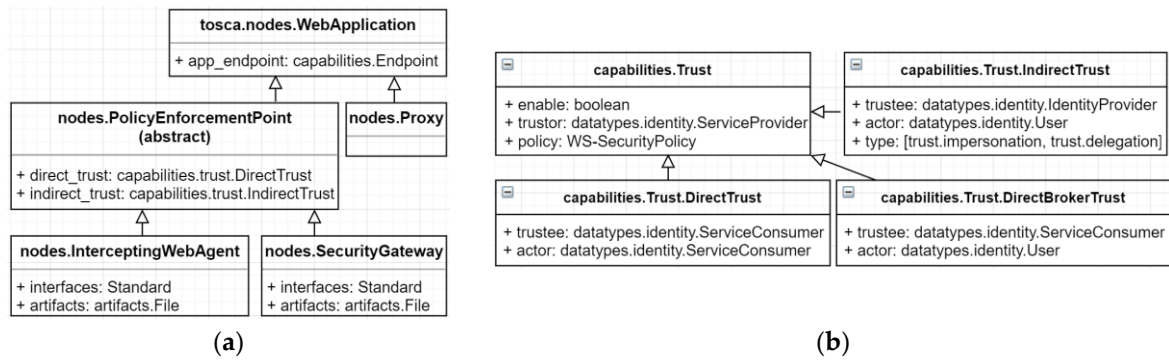 tosca.nodes.WebApplication
+ app_endpoint: capabilities.Endpoint
nodes.PolicyEnforcementPoint
(abstract)
+ direct_trust: capabilities.trust.DirectTrust
+ indirect_trust: capabilities.trust.IndirectTrust
nodes.Proxy
nodes.InterceptingWebAgent
+ interfaces: Standard
+ artifacts: artifacts.File
nodes.SecurityGateway
+ interfaces: Standard
+ artifacts: artifacts.File
(a)
capabilities.Trust
+ enable: boolean
+ trustor: datatypes.identity.ServiceProvider
+ policy: WS-SecurityPolicy
capabilities.Trust.IndirectTrust
+ trustee: datatypes.identity.IdentityProvider
+ actor: datatypes.identity.User
+ type: [trust.impersonation, trust.delegation]
capabilities.Trust.DirectTrust
+ trustee: datatypes.identity.ServiceConsumer
+ actor: datatypes.identity.ServiceConsumer
capabilities.Trust.DirectBrokerTrust
+ trustee: datatypes.identity.ServiceConsumer
+ actor: datatypes.identity.User
(b)